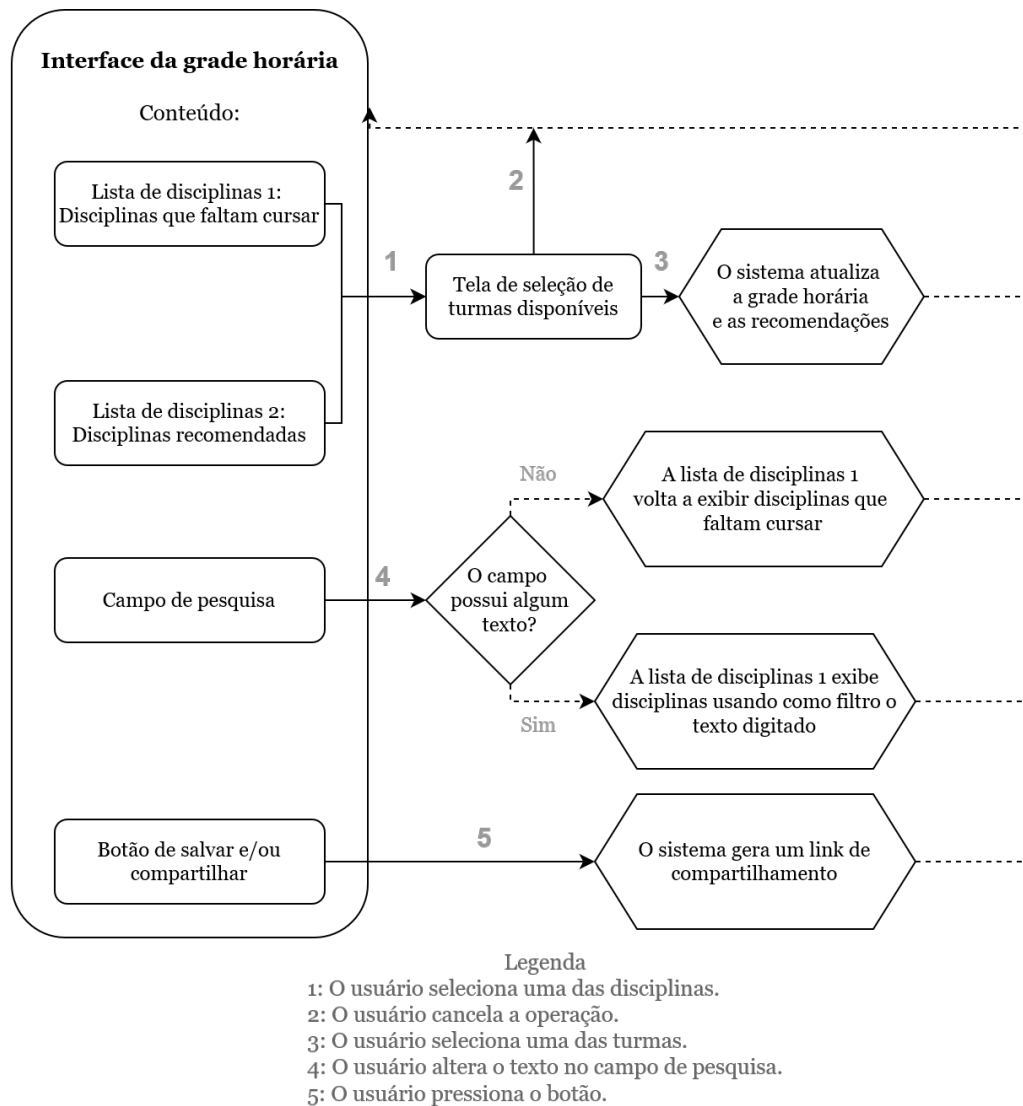 Interface da grade horária
Conteúdo:
Lista de disciplinas 1:
Disciplinas que faltam cursar
1
Tela de seleção de
turmas disponíveis
2
3
O sistema atualiza
a grade horária
e as recomendações
Lista de disciplinas 2:
Disciplinas recomendadas
Campo de pesquisa
4
O campo
possui algum
texto?
Não
A lista de disciplinas 1
volta a exibir disciplinas que
faltam cursar
Sim
A lista de disciplinas 1 exibe
disciplinas usando como filtro o
texto digitado
Botão de salvar e/ou
compartilhar
5
O sistema gera um link de
compartilhamento
Legenda
1: O usuário seleciona uma das disciplinas.
2: O usuário cancela a operação.
3: O usuário seleciona uma das turmas.
4: O usuário altera o texto no campo de pesquisa.
5: O usuário pressiona o botão.